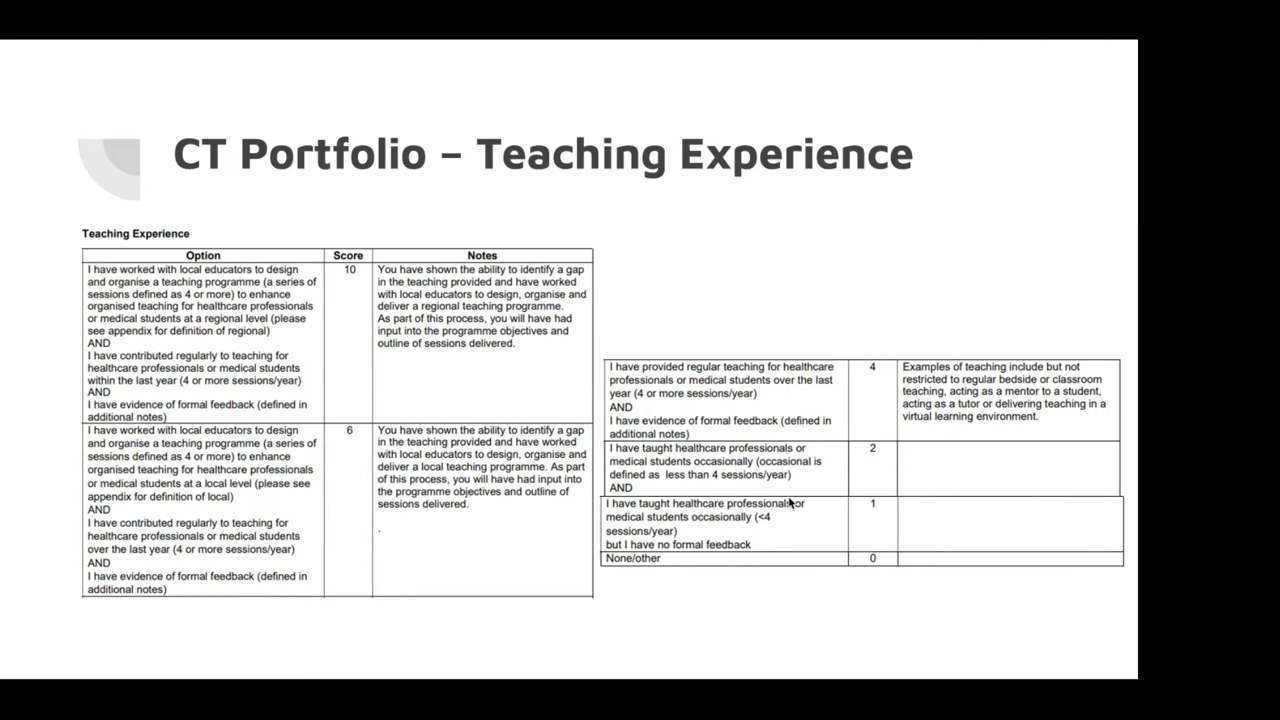 CT Portfolio – Teaching Experience
Teaching Experience
Option Score Notes
I have worked with local educators to design
and organise a teaching programme (a series of
sessions defined as 4 or more) to enhance
organised teaching for healthcare professionals
or medical students at a regional level (please
see appendix for definition of regional)
AND
I have contributed regularly to teaching for
healthcare professionals or medical students
within the last year (4 or more sessions/year)
AND
I have evidence of formal feedback (defined in
additional notes)
10
You have shown the ability to identify a gap
in the teaching provided and have worked
with local educators to design, organise and
deliver a regional teaching programme.
As part of this process, you will have had
input into the programme objectives and
outline of sessions delivered.
I have worked with local educators to design
and organise a teaching programme (a series of
sessions defined as 4 or more) to enhance
organised teaching for healthcare professionals
or medical students at a local level (please see
appendix for definition of local)
AND
I have contributed regularly to teaching for
healthcare professionals or medical students
over the last year (4 or more sessions/year)
AND
I have evidence of formal feedback (defined in
additional notes)
6
You have shown the ability to identify a gap
in the teaching provided and have worked
with local educators to design, organise and
deliver a local teaching programme. As part
of this process, you will have had input into
the programme objectives and outline of
sessions delivered.
.
I have provided regular teaching for healthcare
professionals or medical students over the last
year (4 or more sessions/year)
AND
I have evidence of formal feedback (defined in
additional notes)
4
Examples of teaching include but not
restricted to regular bedside or classroom
teaching, acting as a mentor to a student,
acting as a tutor or delivering teaching in a
virtual learning environment.
I have taught healthcare professionals or
medical students occasionally (occasional is
defined as less than 4 sessions/year)
AND
2
I have taught healthcare professionals or
medical students occasionally (<4
sessions/year)
but I have no formal feedback
1
None/other 0